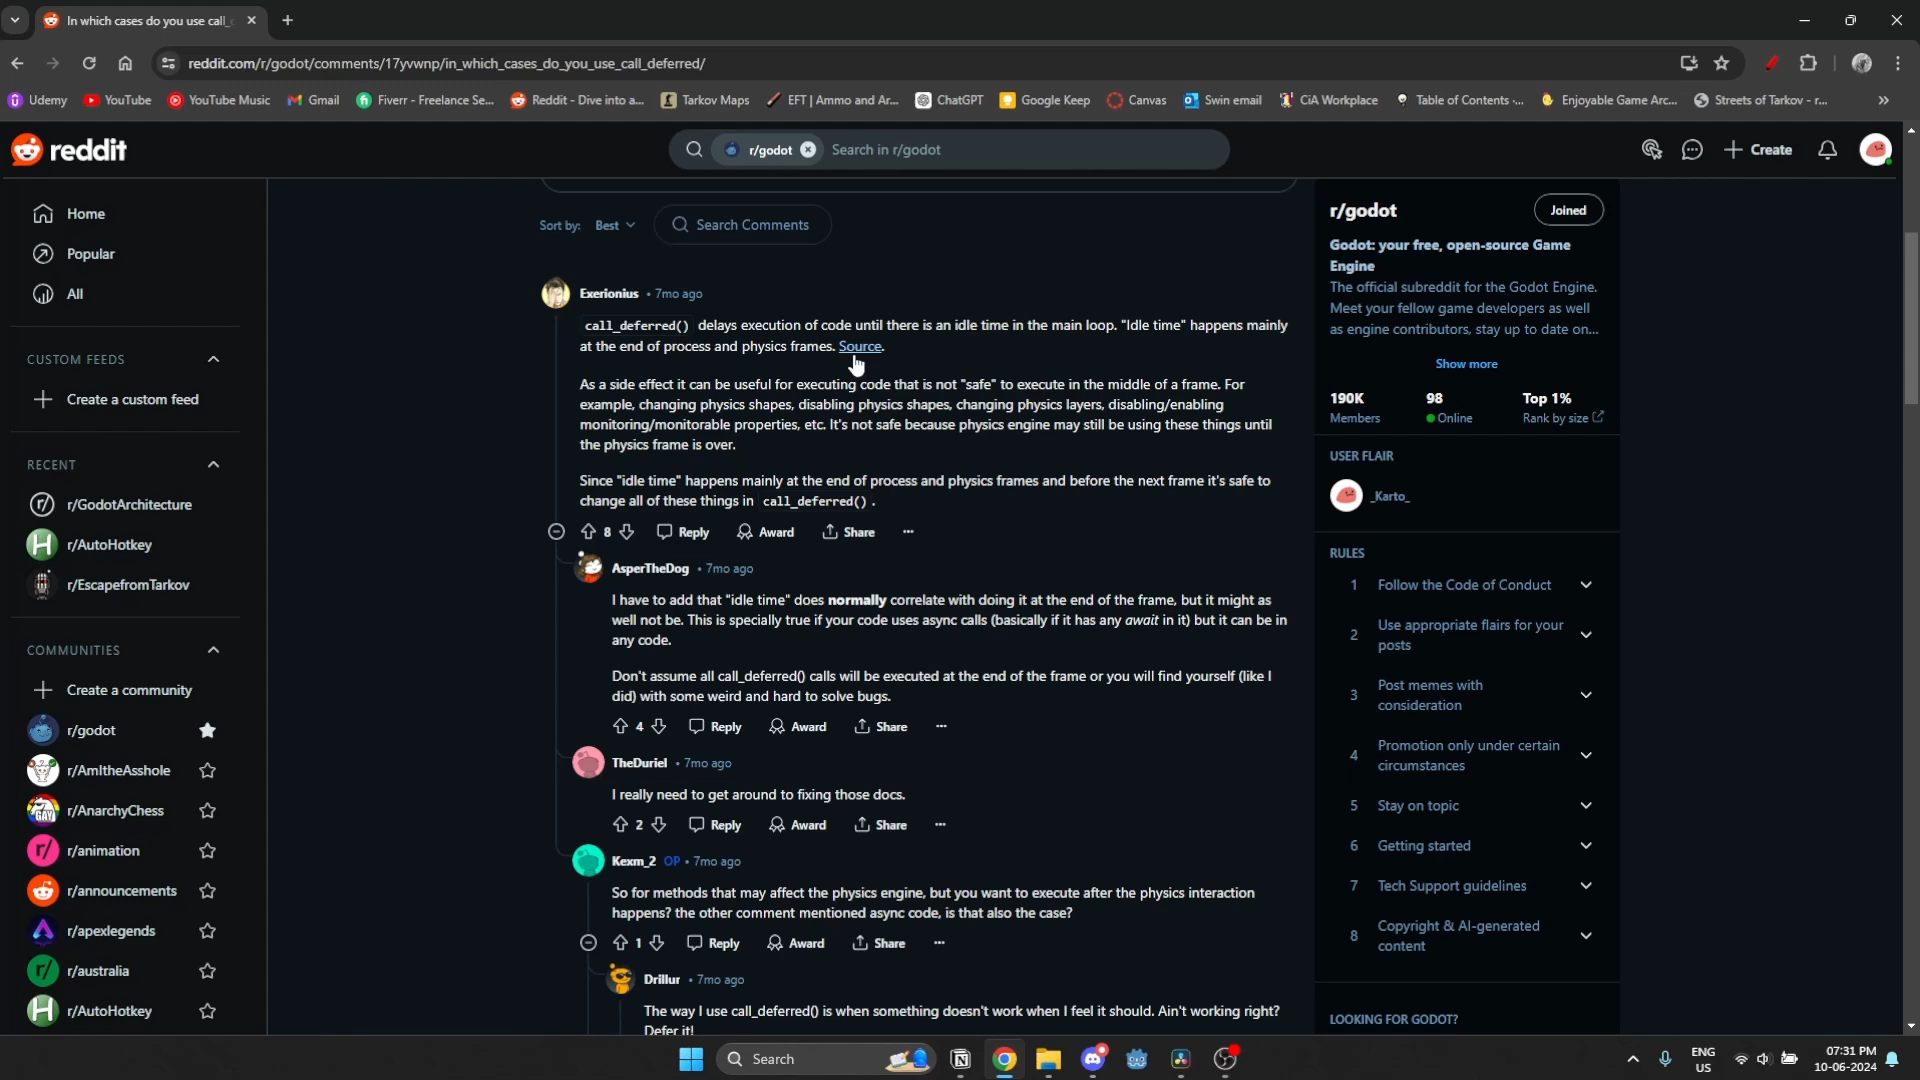 In which cases do you use call_
reddit.com/r/godot/comments/17yvwnp/in_which_cases_do_you_use_call_deferred/
Udemy
YouTube
YouTube Music
Gmail
Fiverr - Freelance Se...
Reddit - Dive into a...
Tarkov Maps
EFT | Ammo and Ar...
ChatGPT
Google Keep
Canvas
Swin email
CiA Workplace
Table of Contents ·...
Enjoyable Game Arc...
Streets of Tarkov - r...
reddit
r/godot
Search in r/godot
Create
Home
Popular
All
CUSTOM FEEDS
Create a custom feed
RECENT
r/GodotArchitecture
r/AutoHotkey
r/EscapefromTarkov
COMMUNITIES
Create a community
r/godot
r/AmItheAsshole
r/AnarchyChess
r/animation
r/announcements
r/apexlegends
r/australia
r/AutoHotkey
Sort by: Best
Search Comments
Exerionius • 7mo ago
call_deferred() delays execution of code until there is an idle time in the main loop. "Idle time" happens mainly
at the end of process and physics frames. Source.
As a side effect it can be useful for executing code that is not "safe" to execute in the middle of a frame. For
example, changing physics shapes, disabling physics shapes, changing physics layers, disabling/enabling
monitoring/monitorable properties, etc. It's not safe because physics engine may still be using these things until
the physics frame is over.
Since "idle time" happens mainly at the end of process and physics frames and before the next frame it's safe to
change all of these things in call_deferred() .
8 Reply Award Share
AsperTheDog • 7mo ago
I have to add that "idle time" does normally correlate with doing it at the end of the frame, but it might as
well not be. This is specially true if your code uses async calls (basically if it has any await in it) but it can be in
any code.
Don't assume all call_deferred() calls will be executed at the end of the frame or you will find yourself (like I
did) with some weird and hard to solve bugs.
4 Reply Award Share
TheDuriel • 7mo ago
I really need to get around to fixing those docs.
2 Reply Award Share
Kexm_2 OP • 7mo ago
So for methods that may affect the physics engine, but you want to execute after the physics interaction
happens? the other comment mentioned async code, is that also the case?
1 Reply Award Share
Drillur • 7mo ago
The way I use call_deferred() is when something doesn't work when I feel it should. Ain't working right?
Defer it!
r/godot
Joined
Godot: your free, open-source Game
Engine
The official subreddit for the Godot Engine.
Meet your fellow game developers as well
as engine contributors, stay up to date on...
Show more
190K 98 Top 1%
Members Online Rank by size
USER FLAIR
_Karto_
RULES
1 Follow the Code of Conduct
2 Use appropriate flairs for your
posts
3 Post memes with
consideration
4 Promotion only under certain
circumstances
5 Stay on topic
6 Getting started
7 Tech Support guidelines
8 Copyright & AI-generated
content
LOOKING FOR GODOT?
Search
ENG
US
07:31 PM
10-06-2024